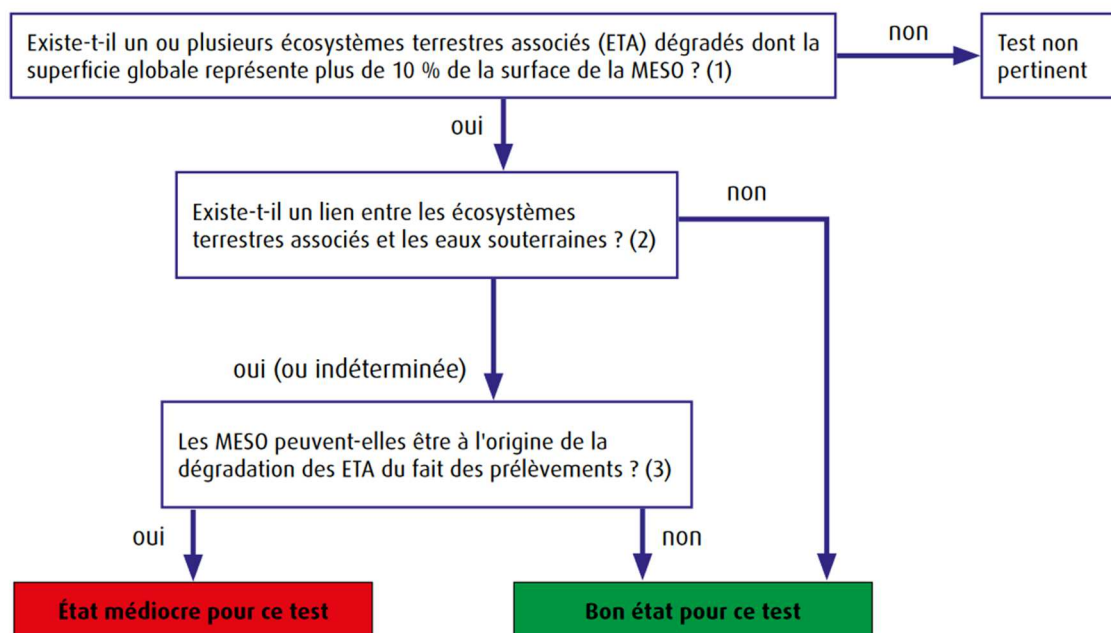 Existe-t-il un ou plusieurs écosystèmes terrestres associés (ETA) dégradés dont la
superficie globale représente plus de 10 % de la surface de la MESO ? (1)
non
Test non
pertinent
oui
Existe-t-il un lien entre les écosystèmes
terrestres associés et les eaux souterraines ? (2)
non
oui (ou indéterminée)
Les MESO peuvent-elles être à l'origine de la
dégradation des ETA du fait des prélèvements ? (3)
oui
non
État médiocre pour ce test
Bon état pour ce test